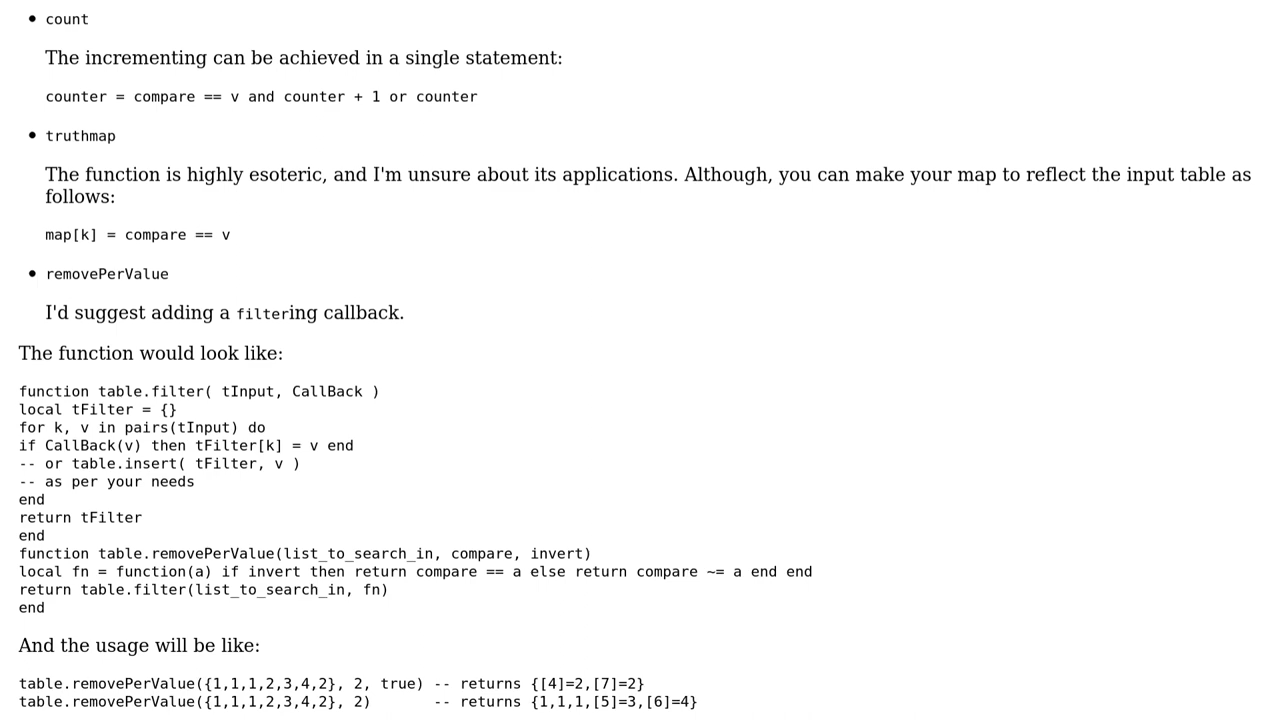 count
The incrementing can be achieved in a single statement:
counter = compare == v and counter + 1 or counter
truthmap
The function is highly esoteric, and I'm unsure about its applications. Although, you can make your map to reflect the input table as
follows:
map[k] = compare == v
removePerValue
I'd suggest adding a filtering callback.
The function would look like:
function table.filter( tInput, CallBack )
local tFilter = {}
for k, v in pairs(tInput) do
if CallBack(v) then tFilter[k] = v end
-- or table.insert( tFilter, v )
-- as per your needs
end
return tFilter
end
function table.removePerValue(list_to_search_in, compare, invert)
local fn = function(a) if invert then return compare == a else return compare ~= a end end
return table.filter(list_to_search_in, fn)
end
And the usage will be like:
table.removePerValue({1,1,1,2,3,4,2}, 2, true) -- returns {[4]=2,[7]=2}
table.removePerValue({1,1,1,2,3,4,2}, 2)       -- returns {1,1,1,[5]=3,[6]=4}